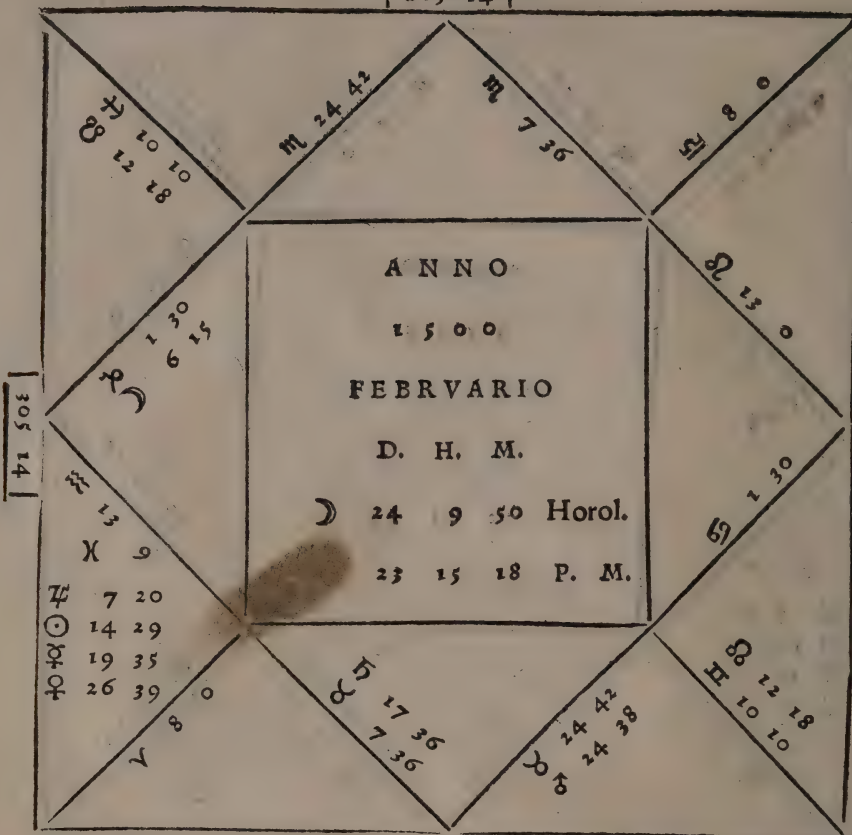 ♏ 24 42
♏ 7 36
♎ 8 0
♐ 10 10
☋ 12 18
♌ 13 0
♑ 1 30
☽ 6 15
ANNO
1500
FEBRVARIO
D. H. M.
☽ 24 9 50 Horol.
23 15 18 P. M.
305 14
♋ 1 30
♒ 13
♓ 9
♃ 7 20
☉ 14 29
☿ 19 35
♀ 26 39
♈ 8 0
♄ 17 36
♉ 7 36
♉ 24 42
♂ 24 38
☊ 12 18
♊ 10 10